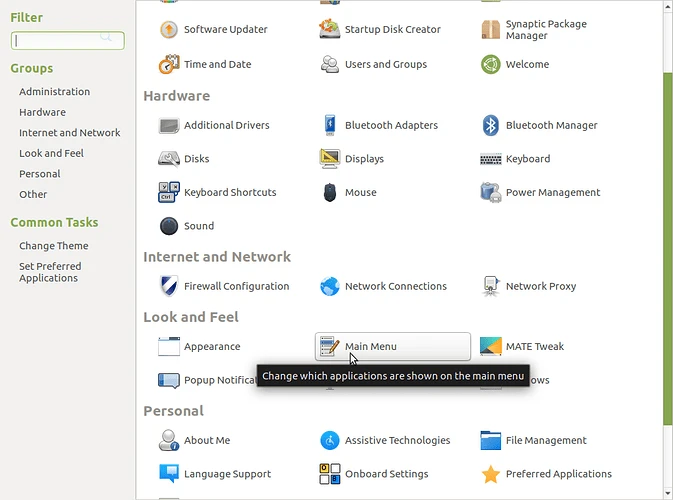 Filter
Groups
Administration
Hardware
Internet and Network
Look and Feel
Personal
Other
Common Tasks
Change Theme
Set Preferred
Applications
Software Updater
Startup Disk Creator
Synaptic Package
Manager
Time and Date
Users and Groups
Welcome
Hardware
Additional Drivers
Bluetooth Adapters
Bluetooth Manager
Disks
Displays
Keyboard
Keyboard Shortcuts
Mouse
Power Management
Sound
Internet and Network
Firewall Configuration
Network Connections
Network Proxy
Look and Feel
Appearance
Main Menu
MATE Tweak
Popup Notifica
Change which applications are shown on the main menu
ows
Personal
About Me
Assistive Technologies
File Management
Language Support
Onboard Settings
Preferred Applications